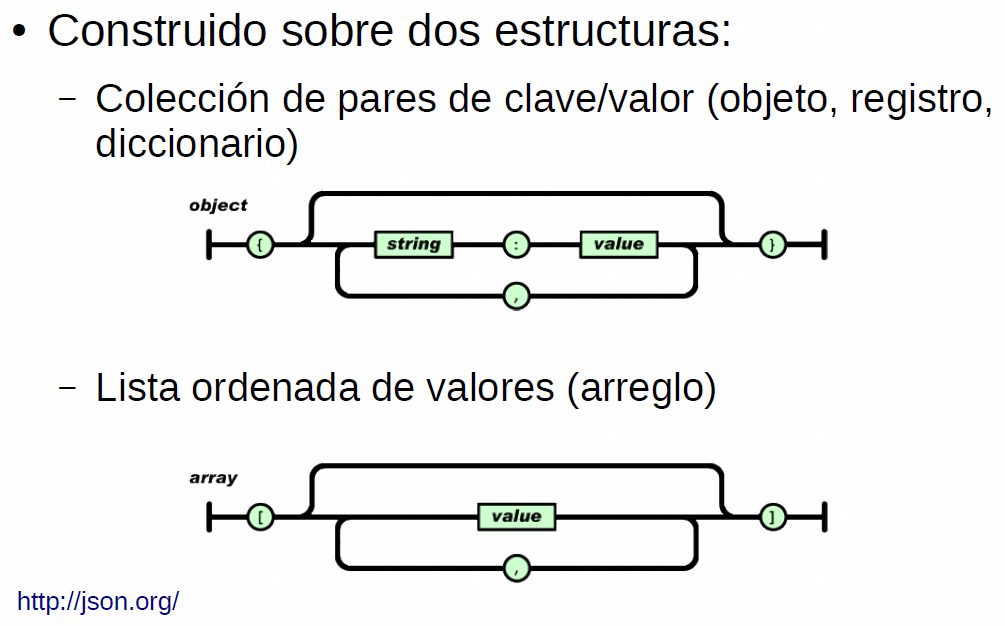 • Construido sobre dos estructuras:
– Colección de pares de clave/valor (objeto, registro,
diccionario)
object
{ string : value }
,
– Lista ordenada de valores (arreglo)
array
[ value ]
,
http://json.org/